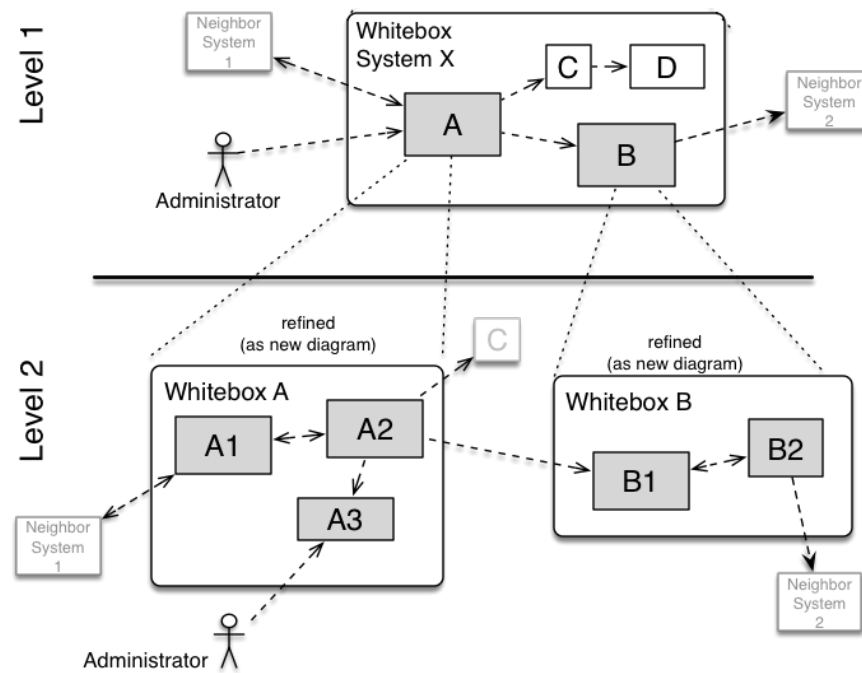 Level 1
Neighbor
System
1
Whitebox
System X
C
D
A
B
Neighbor
System
2
Administrator
Level 2
refined
(as new diagram)
C
refined
(as new diagram)
Whitebox A
A1
A2
A3
Whitebox B
B1
B2
Neighbor
System
1
Neighbor
System
2
Administrator